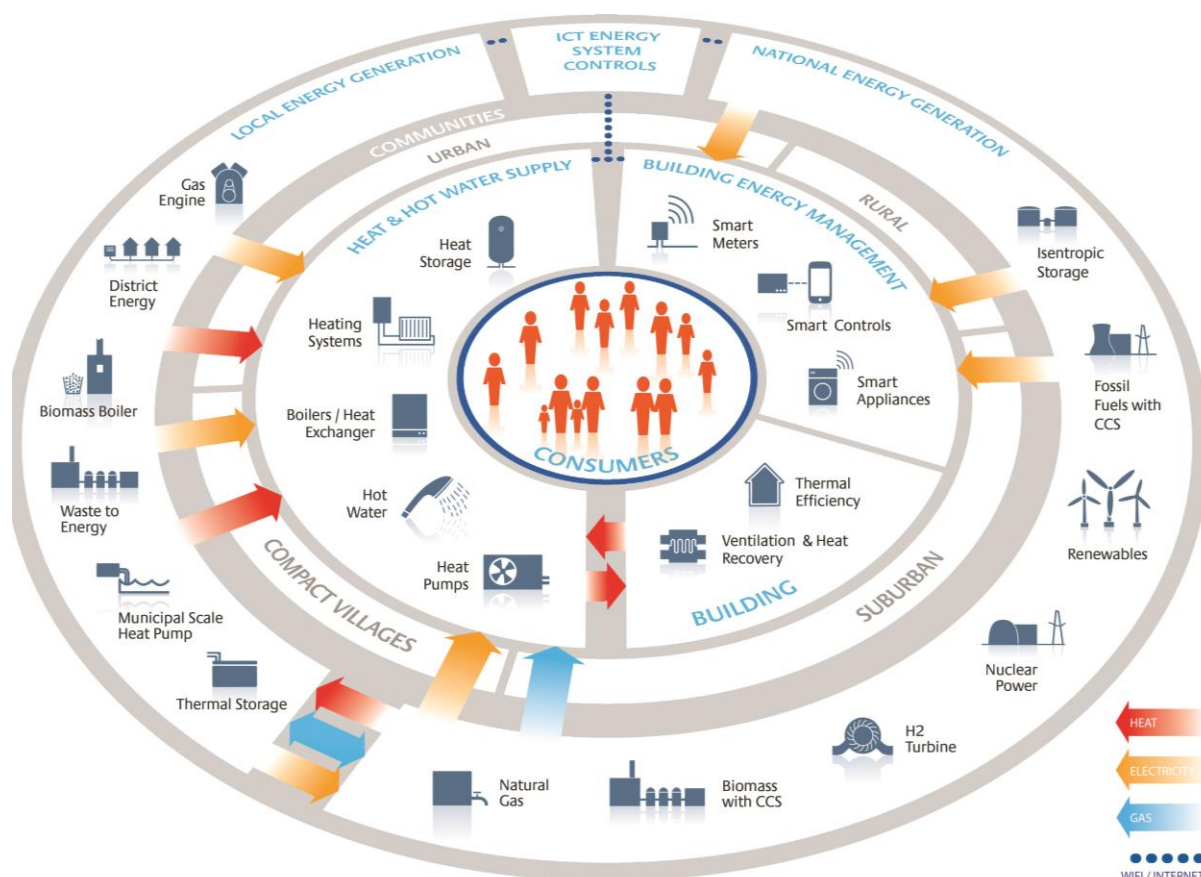 LOCAL ENERGY GENERATION
ICT ENERGY
SYSTEM
CONTROLS
NATIONAL ENERGY GENERATION
COMMUNITIES
URBAN
RURAL
SUBURBAN
COMPACT VILLAGES
HEAT & HOT WATER SUPPLY
BUILDING ENERGY MANAGEMENT
BUILDING
CONSUMERS
Gas
Engine
District
Energy
Biomass Boiler
Waste to
Energy
Municipal Scale
Heat Pump
Thermal Storage
Heat
Storage
Heating
Systems
Boilers / Heat
Exchanger
Hot
Water
Heat
Pumps
Smart
Meters
Smart Controls
Smart
Appliances
Thermal
Efficiency
Ventilation & Heat
Recovery
Isentropic
Storage
Fossil
Fuels with
CCS
Renewables
Nuclear
Power
H2
Turbine
Biomass
with CCS
Natural
Gas
HEAT
ELECTRICITY
GAS
WIFI / INTERNET